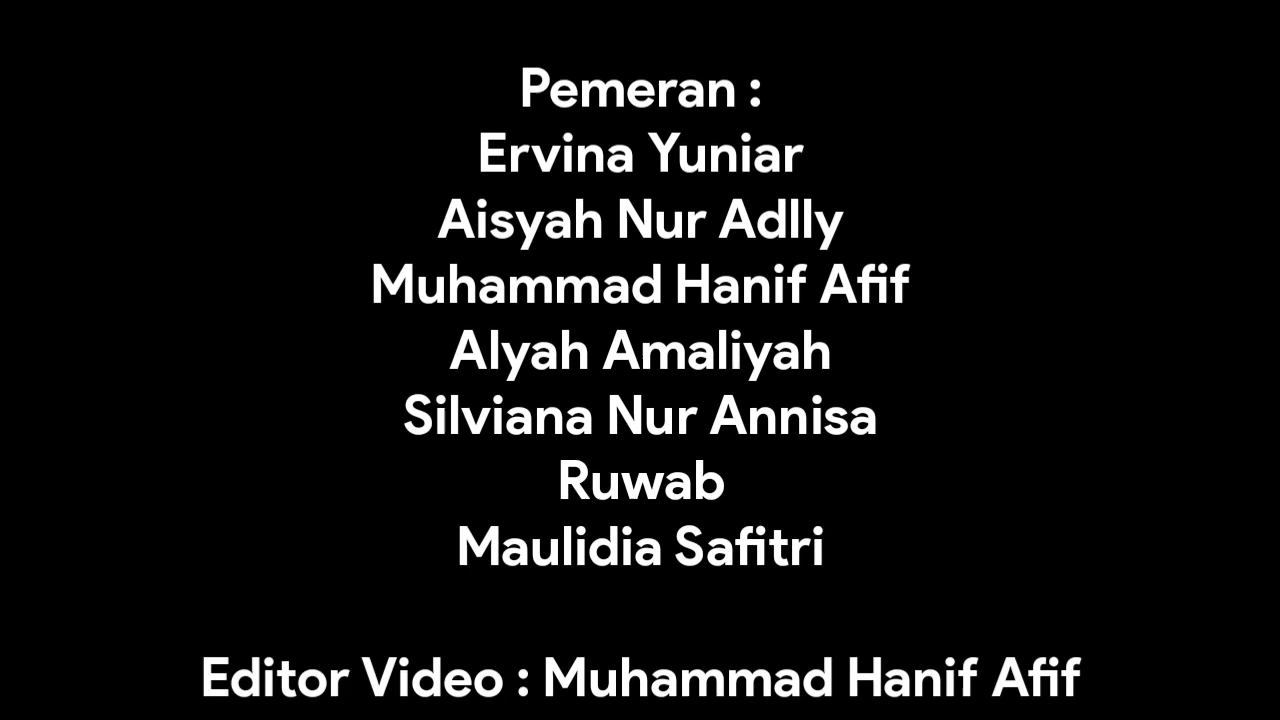 Pemeran :
Ervina Yuniar
Aisyah Nur Adlly
Muhammad Hanif Afif
Alyah Amaliyah
Silviana Nur Annisa
Ruwab
Maulidia Safitri
Editor Video : Muhammad Hanif Afif